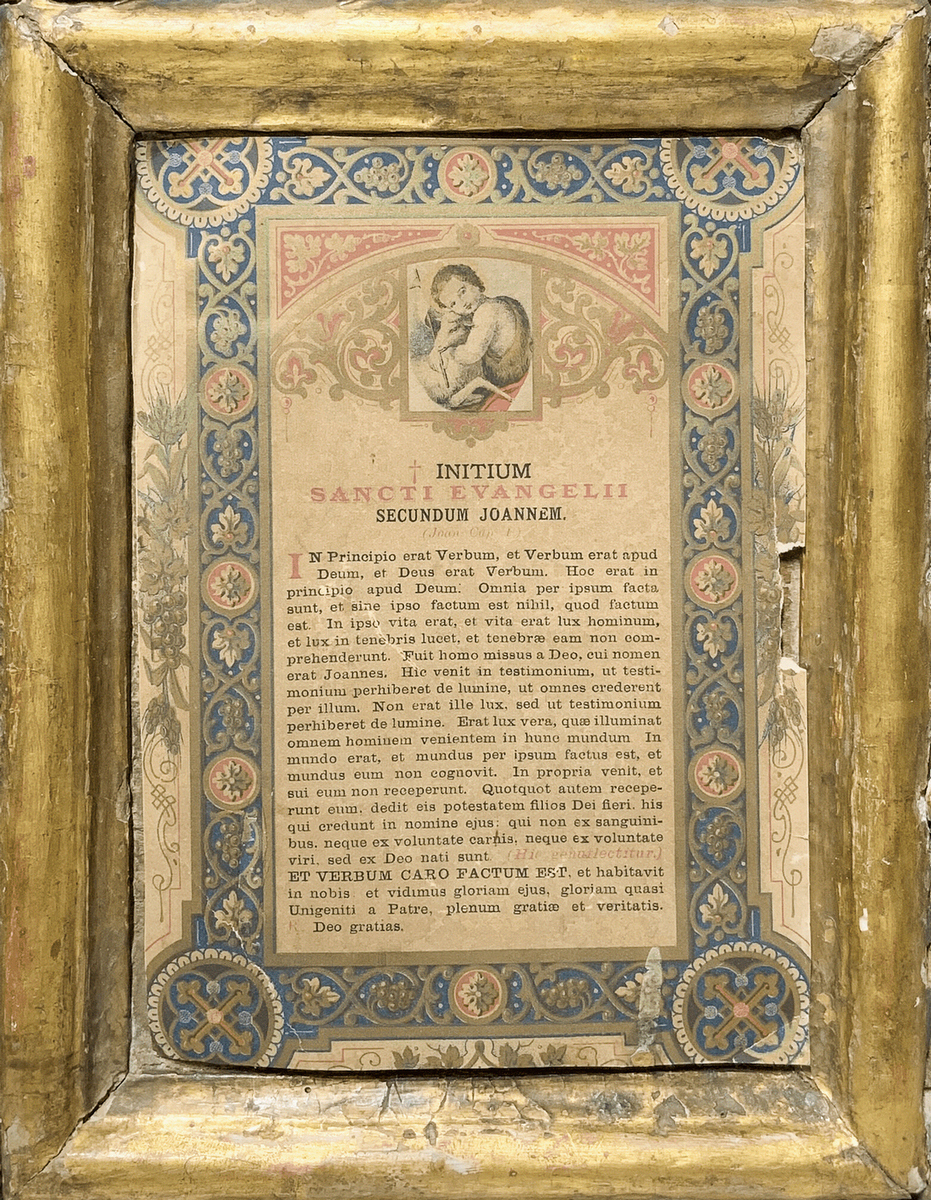 † INITIUM
SANCTI EVANGELII
SECUNDUM JOANNEM.
(Joan Cap I)
IN Principio erat Verbum, et Verbum erat apud
Deum, et Deus erat Verbum. Hoc erat in
principio apud Deum. Omnia per ipsum facta
sunt, et sine ipso factum est nihil, quod factum
est. In ipso vita erat, et vita erat lux hominum,
et lux in tenebris lucet, et tenebræ eam non com-
prehenderunt. Fuit homo missus a Deo, cui nomen
erat Joannes. Hic venit in testimonium, ut testi-
monium perhiberet de lumine, ut omnes crederent
per illum. Non erat ille lux, sed ut testimonium
perhiberet de lumine. Erat lux vera, quæ illuminat
omnem hominem venientem in hunc mundum In
mundo erat, et mundus per ipsum factus est, et
mundus eum non cognovit. In propria venit, et
sui eum non receperunt. Quotquot autem recepe-
runt eum, dedit eis potestatem filios Dei fieri, his
qui credunt in nomine ejus; qui non ex sanguini-
bus, neque ex voluntate carnis, neque ex voluntate
viri, sed ex Deo nati sunt (Hic genuflectitur.)
ET VERBUM CARO FACTUM EST, et habitavit
in nobis et vidimus gloriam ejus, gloriam quasi
Unigeniti a Patre, plenum gratiæ et veritatis.
R. Deo gratias.